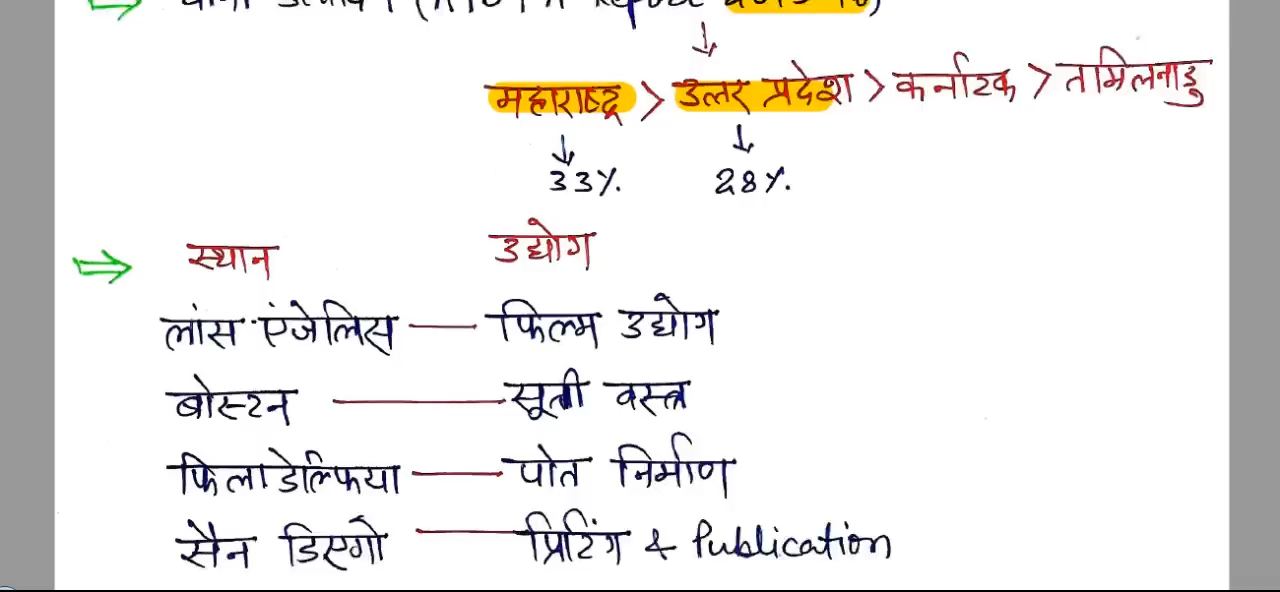 महाराष्ट्र > उत्तर प्रदेश > कर्नाटक > तमिलनाडु
33% 28%
स्थान उद्योग
लांस एंजेलिस — फिल्म उद्योग
बोस्टन — सूती वस्त्र
फिलाडेल्फिया — पोत निर्माण
सैन डिएगो — प्रिटिंग & Publication